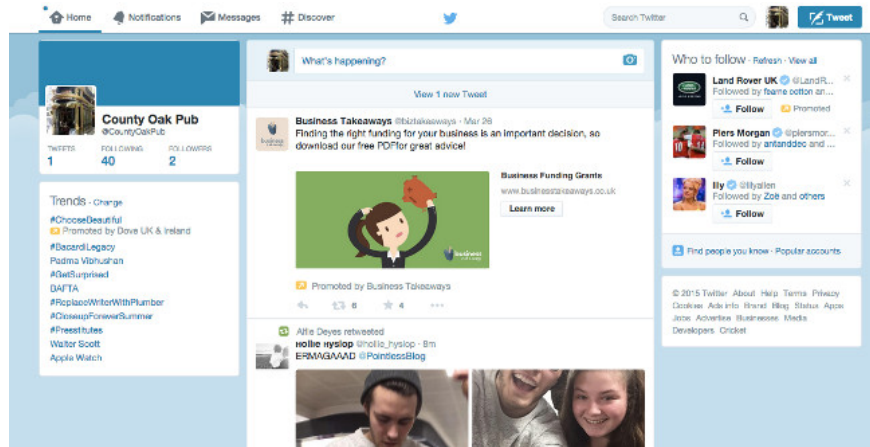 Home Notifications Messages # Discover Search Twitter Tweet
County Oak Pub
@CountyOakPub
TWEETS FOLLOWING FOLLOWERS
1 40 2
Trends · Change
#ChooseBeautiful
Promoted by Dove UK & Ireland
#BacardiLegacy
Padma Vibhushan
#GetSurprised
DAFTA
#ReplaceWriterWithPlumber
#CloseupForeverSummer
#Presstitutes
Walter Scott
Apple Watch
What's happening?
View 1 new Tweet
Business Takeaways @biztakeaways · Mar 26
Finding the right funding for your business is an important decision, so
download our free PDFfor great advice!
Business Funding Grants
www.businesstakeaways.co.uk
Learn more
business
Promoted by Business Takeaways
6 4
Alfie Deyes retweeted
Hollie Hyslop @hollie_hyslop · 8m
ERMAGAAAD @PointlessBlog
Who to follow · Refresh · View all
Land Rover UK @LandR...
Followed by fearne cotton an...
Follow Promoted
Piers Morgan @piersmor...
Followed by antanddec and ...
Follow
lily @lilyallen
Followed by Zoë and others
Follow
Find people you know · Popular accounts
© 2015 Twitter About Help Terms Privacy
Cookies Ads info Brand Blog Status Apps
Jobs Advertise Businesses Media
Developers Cricket